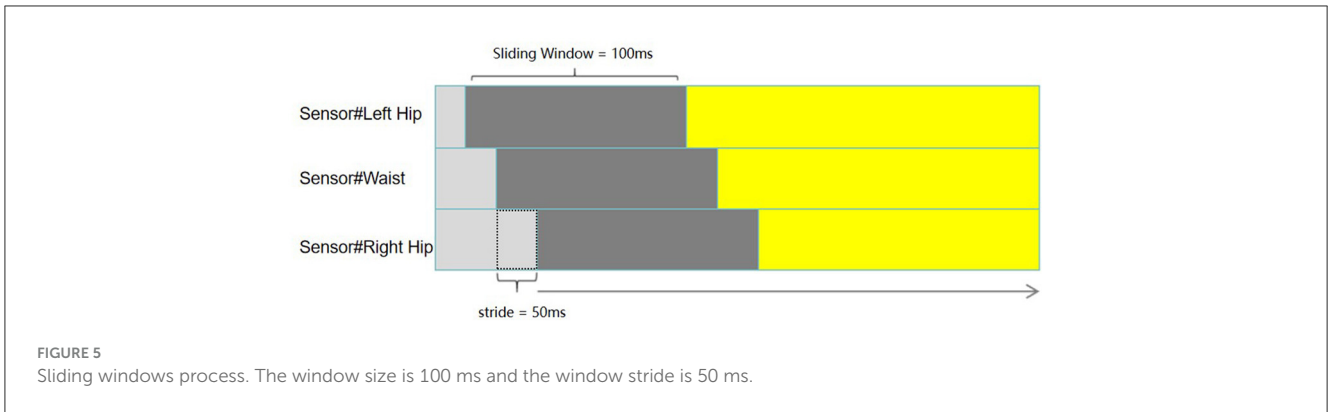 Sliding Window = 100ms
Sensor#Left Hip
Sensor#Waist
Sensor#Right Hip
stride = 50ms
FIGURE 5
Sliding windows process. The window size is 100 ms and the window stride is 50 ms.